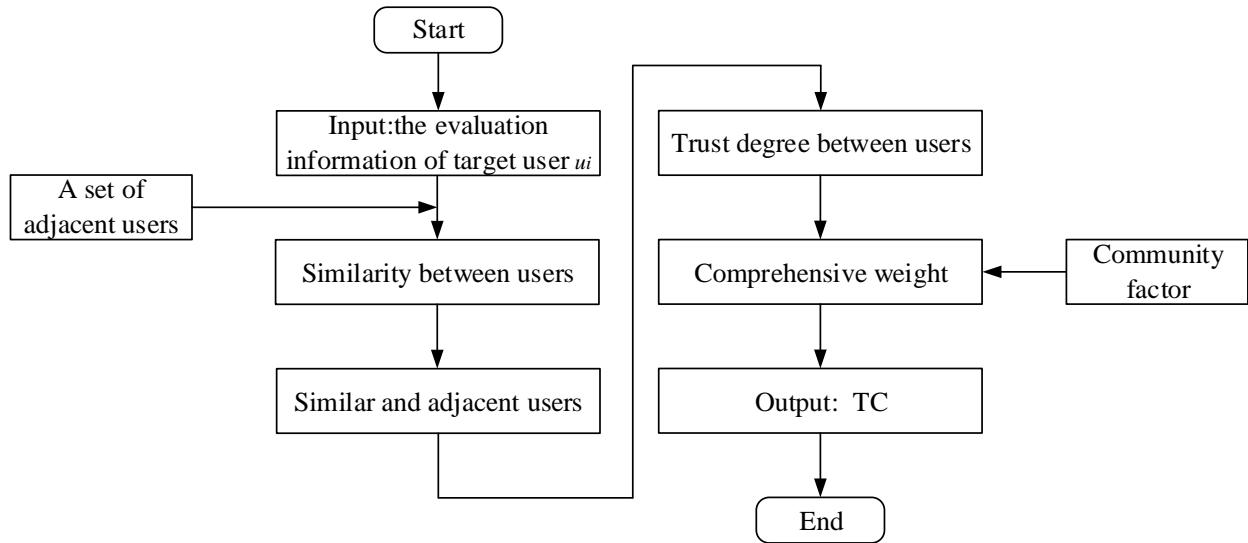 Start
Input:the evaluation
information of target user ui
A set of
adjacent users
Similarity between users
Similar and adjacent users
Trust degree between users
Comprehensive weight
Community
factor
Output: TC
End